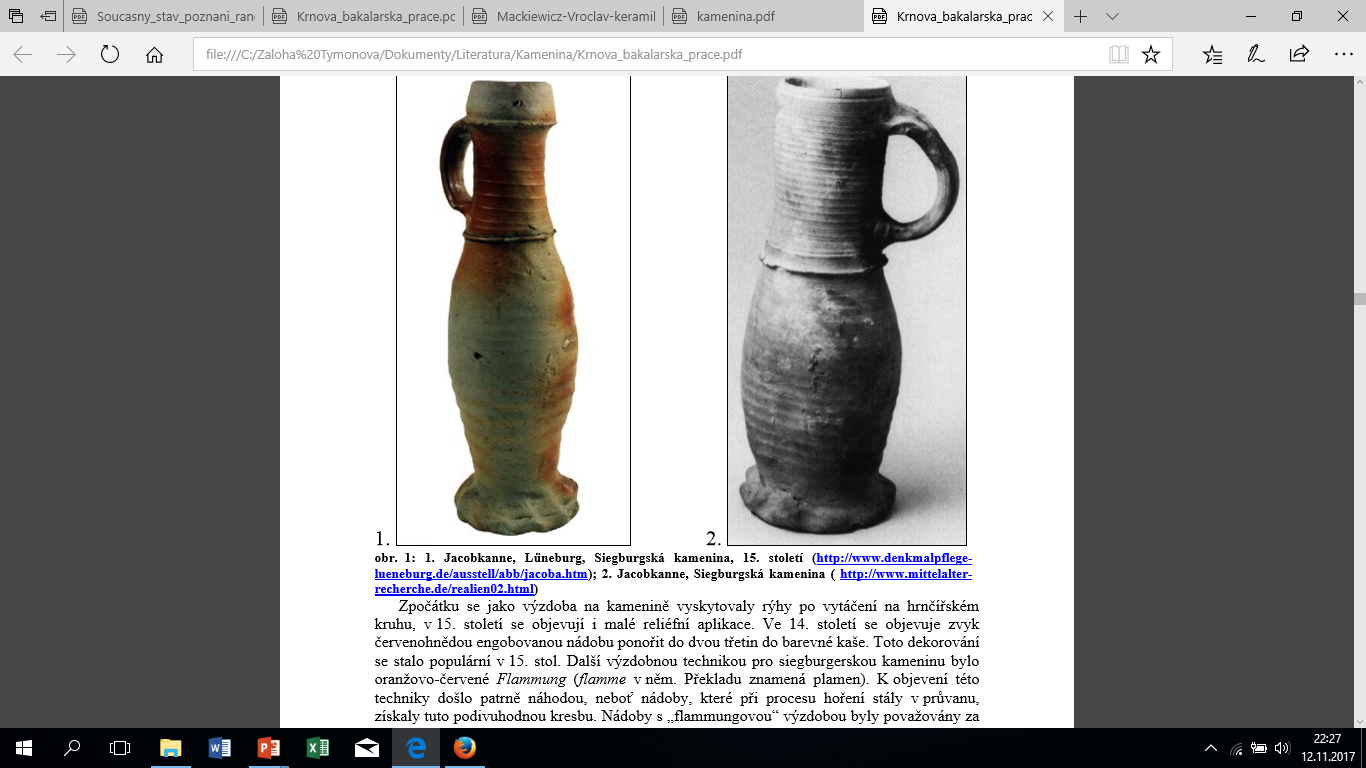 Soucasny_stav_poznani_ran
Krnova_bakalarska_prace.pc
Mackiewicz-Vroclav-keramil
kamenina.pdf
Krnova_bakalarska_prac
file:///C:/Zaloha%20Tymonova/Dokumenty/Literatura/Kamenina/Krnova_bakalarska_prace.pdf
1.
2.
obr. 1: 1. Jacobkanne, Lüneburg, Siegburgská kamenina, 15. století (http://www.denkmalpflege-
lueneburg.de/ausstell/abb/jacoba.htm); 2. Jacobkanne, Siegburgská kamenina ( http://www.mittelalter-
recherche.de/realien02.html)
Zpočátku se jako výzdoba na kamenině vyskytovaly rýhy po vytáčení na hrnčířském
kruhu, v 15. století se objevují i malé reliéfní aplikace. Ve 14. století se objevuje zvyk
červenohnědou engobovanou nádobu ponořit do dvou třetin do barevné kaše. Toto dekorování
se stalo populární v 15. stol. Další výzdobnou technikou pro siegburgerskou kameninu bylo
oranžovo-červené Flammung (flamme v něm. Překladu znamená plamen). K objevení této
techniky došlo patrně náhodou, neboť nádoby, které při procesu hoření stály v průvanu,
získaly tuto podivuhodnou kresbu. Nádoby s „flammungovou“ výzdobou byly považovány za
22:27
12.11.2017